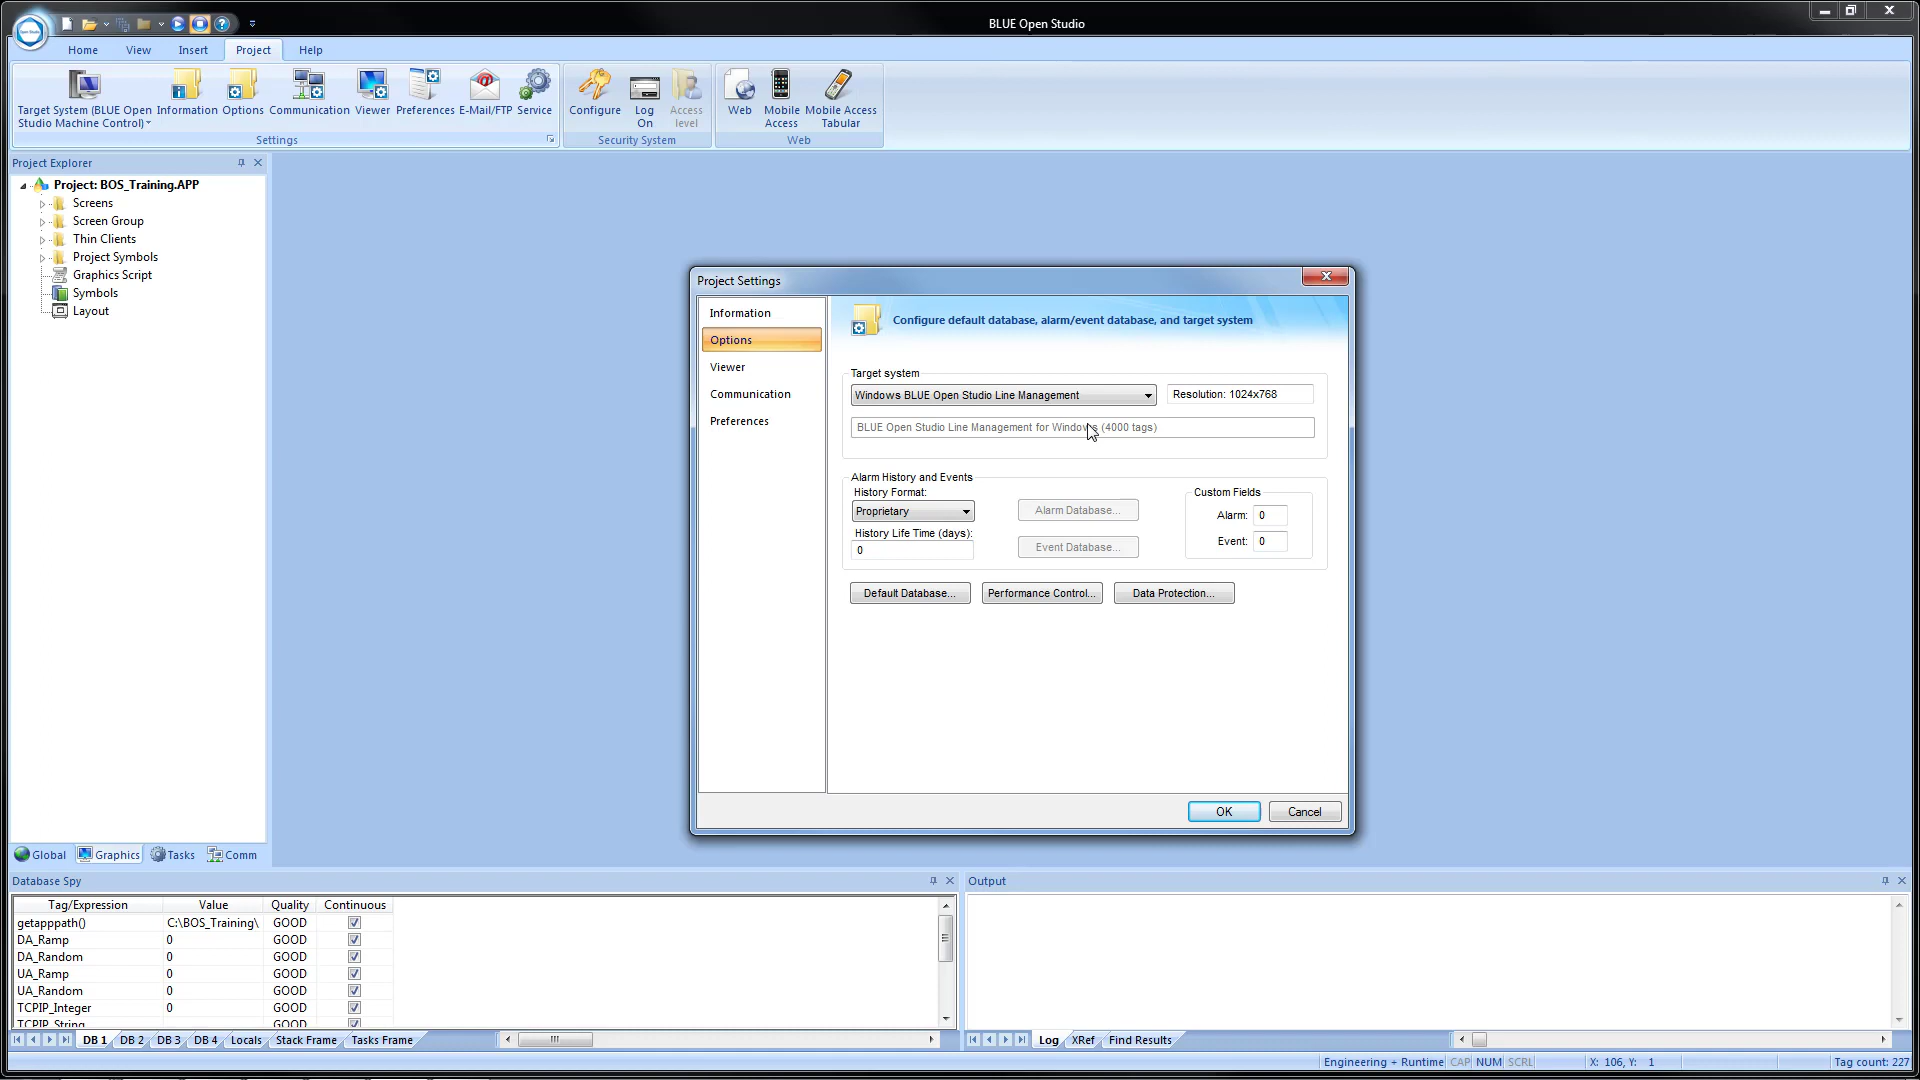 BLUE Open Studio
Open Studio
Home View Insert Project Help
Target System (BLUE Open Studio Machine Control)
Information
Options
Communication
Viewer
Preferences
E-Mail/FTP
Service
Configure
Log On
Access level
Web
Mobile Access
Mobile Access Tabular
Settings
Security System
Web
Project Explorer
Project: BOS_Training.APP
Screens
Screen Group
Thin Clients
Project Symbols
Graphics Script
Symbols
Layout
Global Graphics Tasks Comm
Project Settings
Information
Options
Viewer
Communication
Preferences
Configure default database, alarm/event database, and target system
Target system
Windows BLUE Open Studio Line Management
Resolution: 1024x768
BLUE Open Studio Line Management for Windows (4000 tags)
Alarm History and Events
History Format:
Proprietary
History Life Time (days):
0
Alarm Database...
Event Database...
Custom Fields
Alarm: 0
Event: 0
Default Database... Performance Control... Data Protection...
OK Cancel
Database Spy
Tag/Expression Value Quality Continuous
getapppath() C:\BOS_Training\ GOOD
DA_Ramp 0 GOOD
DA_Random 0 GOOD
UA_Ramp 0 GOOD
UA_Random 0 GOOD
TCPIP_Integer 0 GOOD
TCPIP_String GOOD
DB 1 DB 2 DB 3 DB 4 Locals Stack Frame Tasks Frame
Output
Log XRef Find Results
Engineering + Runtime CAP NUM SCRL X: 106, Y: 1 Tag count: 227